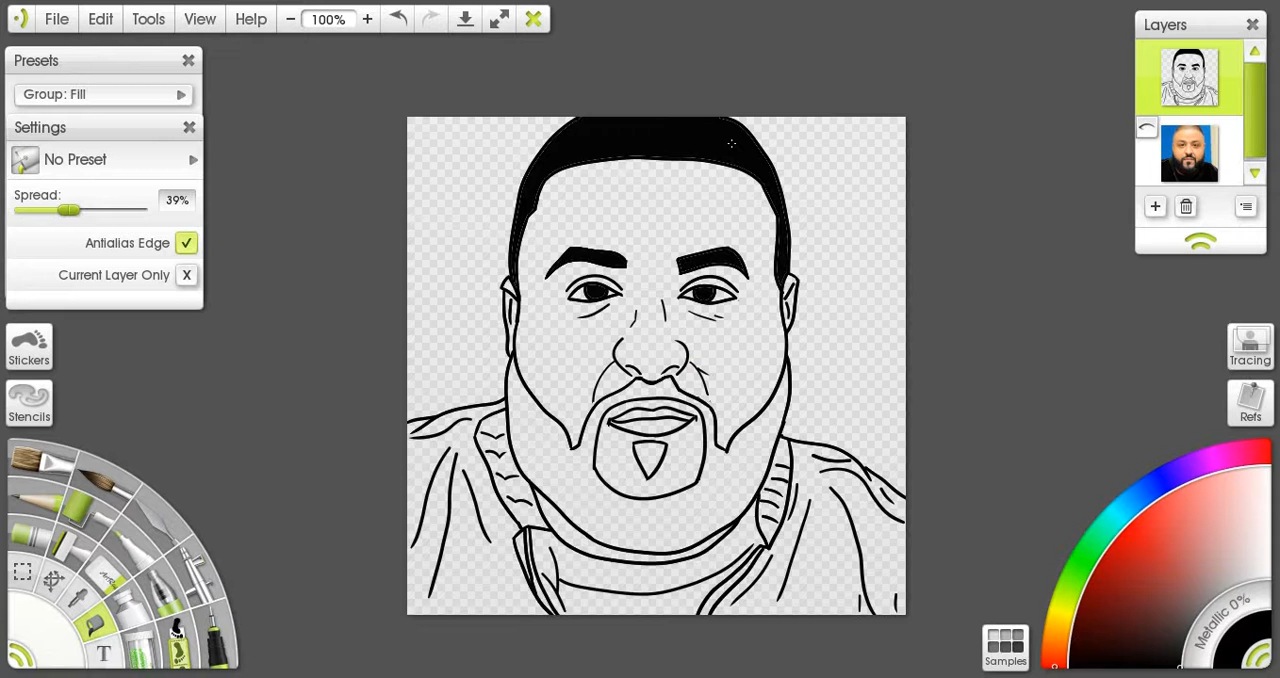 File Edit Tools View Help − 100% +
Layers
Presets
Group: Fill
Settings
No Preset
Spread:
39%
Antialias Edge
Current Layer Only X
Stickers
Stencils
Tracing
Refs
T
Metallic 0%
Samples